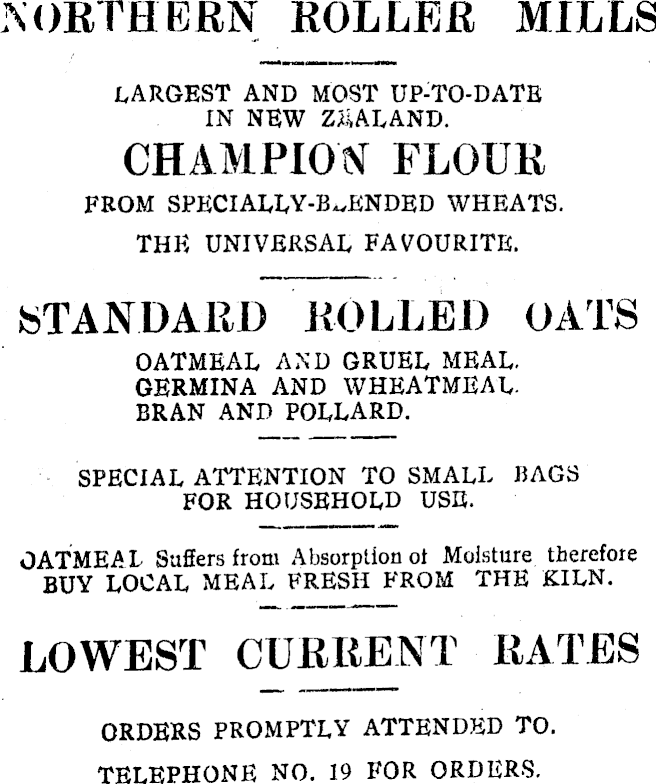 NORTHERN ROLLER MILLS
LARGEST AND MOST UP-TO-DATE
IN NEW ZEALAND.
CHAMPION FLOUR
FROM SPECIALLY-BLENDED WHEATS.
THE UNIVERSAL FAVOURITE.
STANDARD ROLLED OATS
OATMEAL AND GRUEL MEAL.
GERMINA AND WHEATMEAL.
BRAN AND POLLARD.
SPECIAL ATTENTION TO SMALL BAGS
FOR HOUSEHOLD USE.
OATMEAL Suffers from Absorption of Moisture therefore
BUY LOCAL MEAL FRESH FROM THE KILN.
LOWEST CURRENT RATES
ORDERS PROMPTLY ATTENDED TO.
TELEPHONE NO. 19 FOR ORDERS.